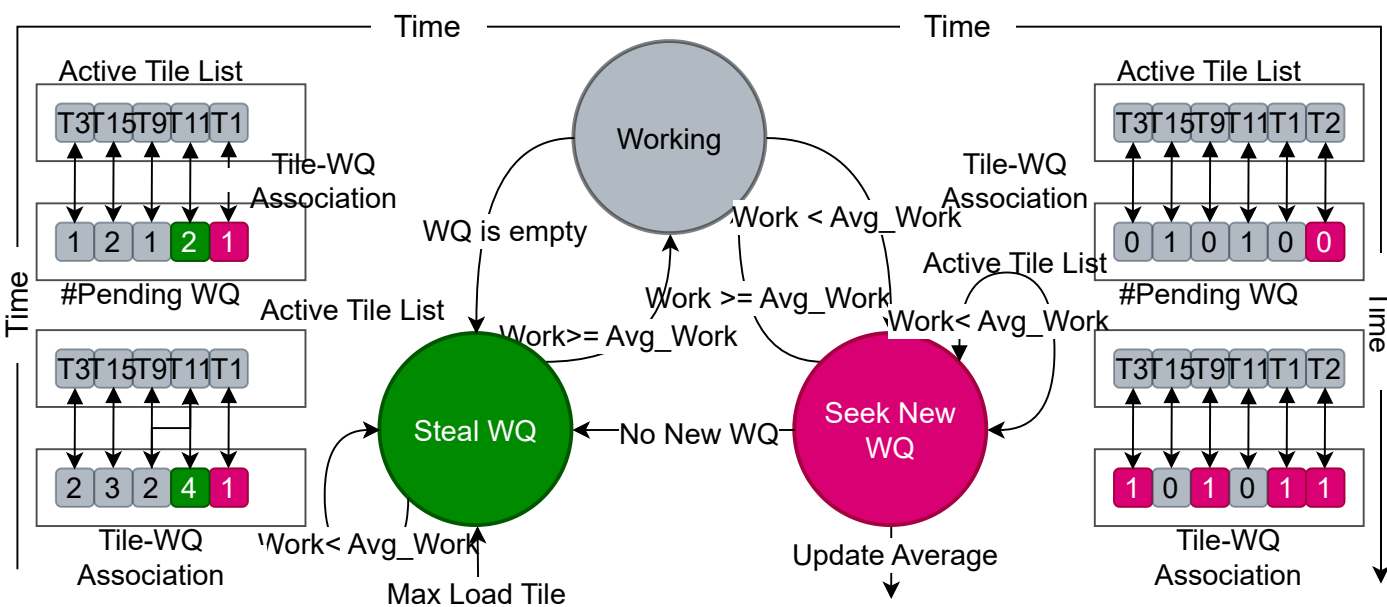 Time
Time
Active Tile List
T3 T15 T9 T11 T1
Tile-WQ
Association
1 2 1 2 1
#Pending WQ
Time
Active Tile List
T3 T15 T9 T11 T1
2 3 2 4 1
Tile-WQ
Association
Working
WQ is empty
Work < Avg_Work
Work >= Avg_Work
Work>= Avg_Work
Work< Avg_Work
Steal WQ
No New WQ
Seek New
WQ
Work< Avg_Work
Max Load Tile
Update Average
Active Tile List
T3 T15 T9 T11 T1 T2
Tile-WQ
Association
0 1 0 1 0 0
#Pending WQ
Time
Active Tile List
T3 T15 T9 T11 T1 T2
1 0 1 0 1 1
Tile-WQ
Association